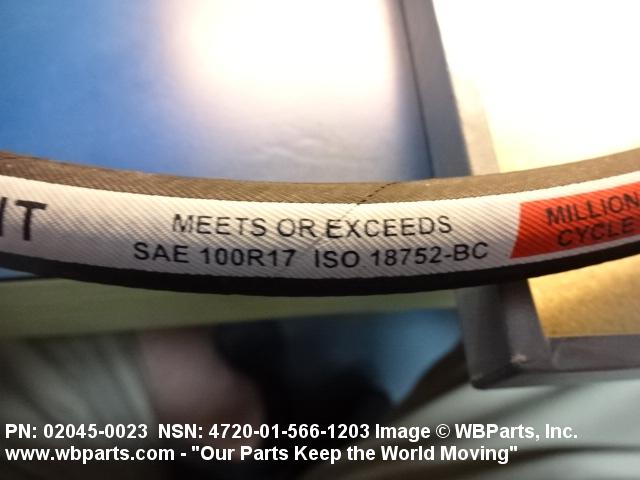 MEETS OR EXCEEDS
SAE 100R17 ISO 18752-BC
MILLION
CYCLE
PN: 02045-0023 NSN: 4720-01-566-1203 Image © WBParts, Inc.
www.wbparts.com - "Our Parts Keep the World Moving"